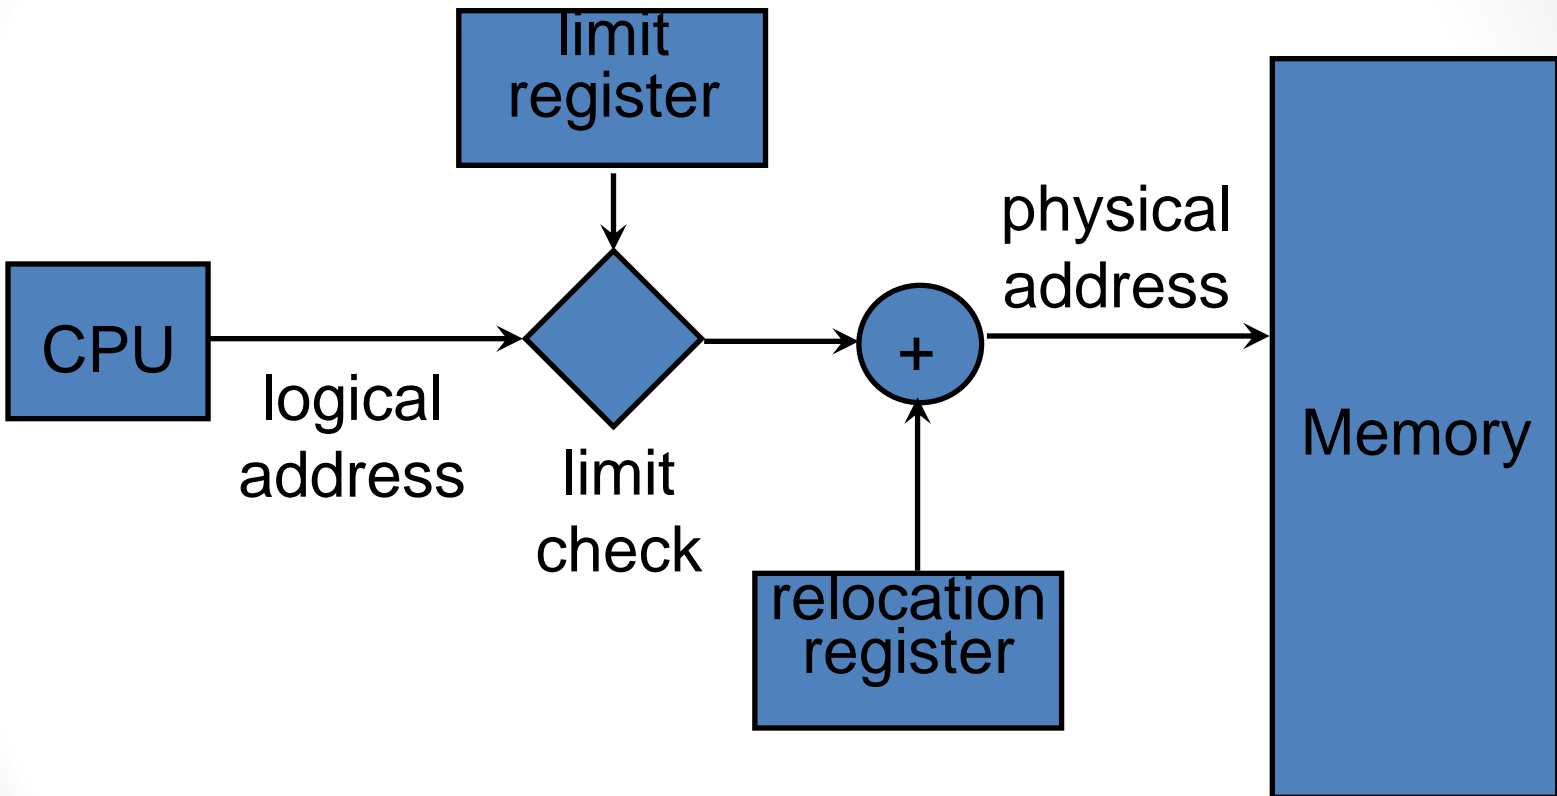 limit
register
physical
address
CPU
+
logical
address
limit
check
Memory
relocation
register